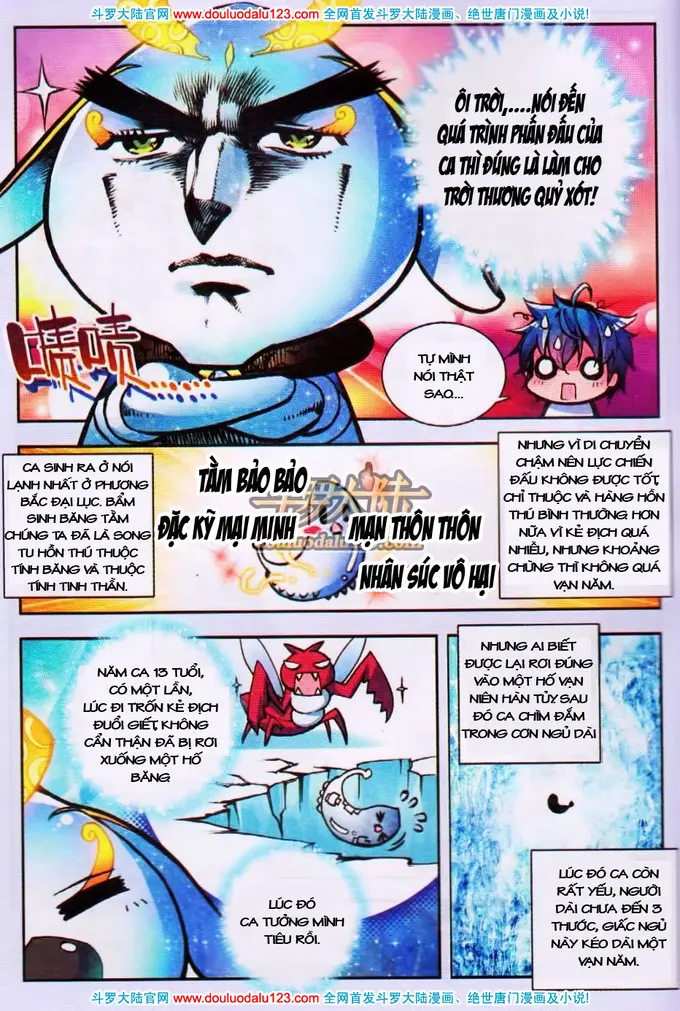 斗罗大陆官网 www.douluodalu123.com 全网首发斗罗大陆漫画、绝世唐门漫画及小说!
ÔI TRỜI,.....NÓI ĐẾN
QUÁ TRÌNH PHẤN ĐẤU CỦA
CA THÌ ĐÚNG LÀ LÀM CHO
TRỜI THƯƠNG QUỶ XÓT!
啧啧
TỰ MÌNH
NÓI THẬT
SAO....
CA SINH RA Ở NÓI
LẠNH NHẤT Ở PHƯƠNG
BẮC ĐẠI LỤC. BẨM
SINH BĂNG TẰM
CHÚNG TA ĐÃ LÀ SONG
TU HỒN THÚ THUỘC
TÍNH BĂNG VÀ THUỘC
TÍNH TINH THẦN.
TẰM BẢO BẢO
ĐẶC KỲ MẠI MINH
MẠN THÔN THÔN
NHÂN SÚC VÔ HẠI
斗罗大陆
douluodalu123.com
NHƯNG VÌ DI CHUYỂN
CHẬM NÊN LỰC CHIẾN
ĐẤU KHÔNG ĐƯỢC TỐT,
CHỈ THUỘC VÀ HÀNG HỒN
THÚ BÌNH THƯỜNG HƠN
NỮA VÌ KẺ ĐỊCH QUÁ
NHIỀU, NHƯNG KHOẢNG
CHỪNG THÌ KHÔNG QUÁ
VẠN NĂM.
NĂM CA 13 TUỔI,
CÓ MỘT LẦN,
LÚC ĐI TRỐN KẺ ĐỊCH
ĐUỔI GIẾT, KHÔNG
CẨN THẬN ĐÃ BỊ RƠI
XUỐNG MỘT HỐ
BĂNG
LÚC ĐÓ
CA TƯỞNG MÌNH
TIÊU RỒI.
NHƯNG AI BIẾT
ĐƯỢC LẠI RƠI ĐÚNG
VÀO MỘT HỐ VẠN
NIÊN HÀN TỦY. SAU
ĐÓ CA CHÌM ĐẮM
TRONG CƠN NGỦ DÀI
LÚC ĐÓ CA CÒN
RẤT YẾU, NGƯỜI
DÀI CHƯA ĐẾN 3
THƯỚC, GIẤC NGỦ
NÀY KÉO DÀI MỘT
VẠN NĂM.
斗罗大陆官网 www.douluodalu123.com 全网首发斗罗大陆漫画、绝世唐门漫画及小说!